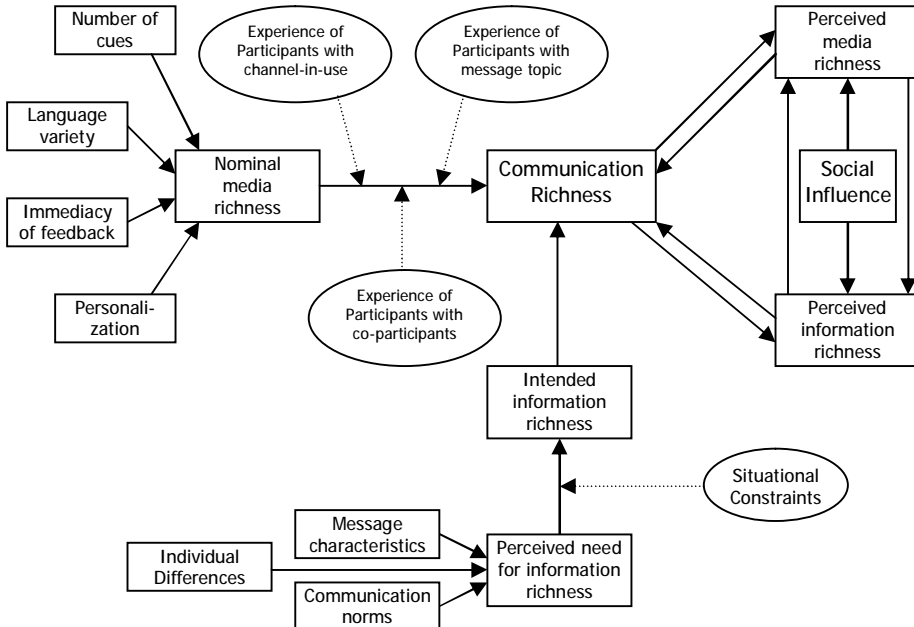 Number of
cues
Experience of
Participants with
channel-in-use
Experience of
Participants with
message topic
Perceived
media
richness
Language
variety
Nominal
media
richness
Communication
Richness
Social
Influence
Immediacy
of feedback
Personali-
zation
Experience of
Participants with
co-participants
Perceived
information
richness
Intended
information
richness
Situational
Constraints
Message
characteristics
Individual
Differences
Perceived need
for information
richness
Communication
norms